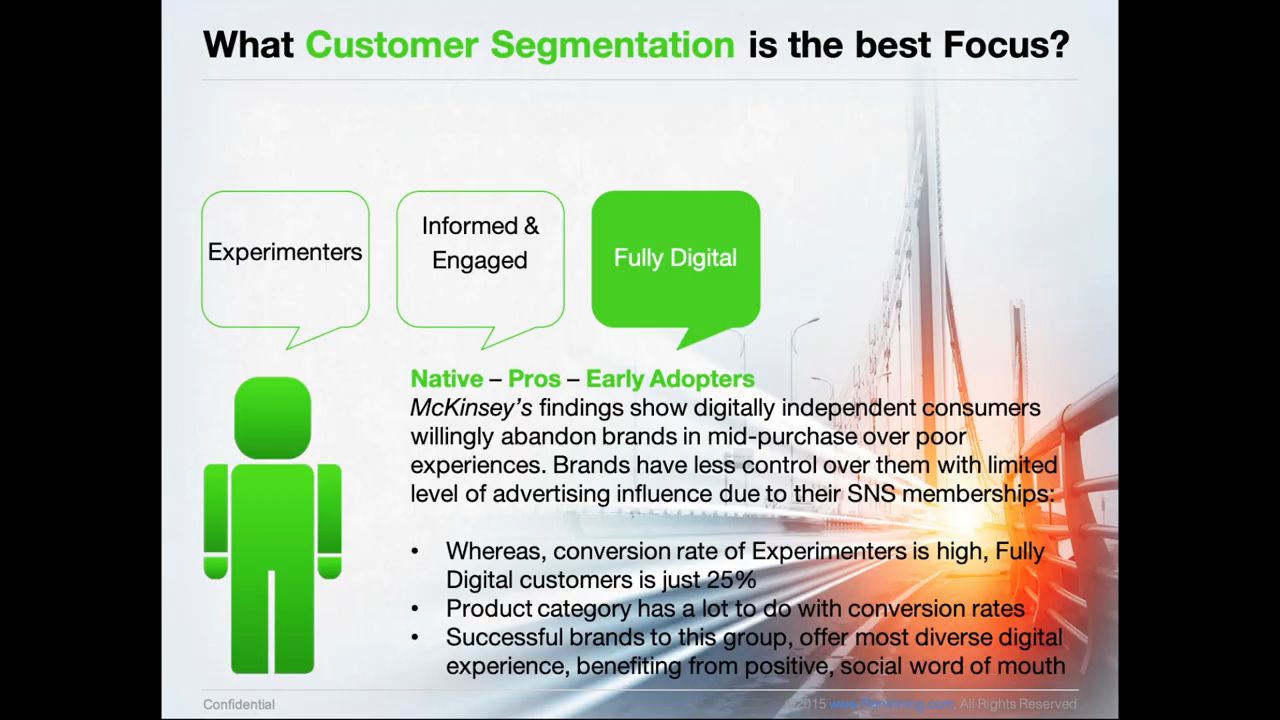 What Customer Segmentation is the best Focus?
Experimenters
Informed &
Engaged
Fully Digital
Native – Pros – Early Adopters
McKinsey's findings show digitally independent consumers
willingly abandon brands in mid-purchase over poor
experiences. Brands have less control over them with limited
level of advertising influence due to their SNS memberships:
• Whereas, conversion rate of Experimenters is high, Fully
Digital customers is just 25%
• Product category has a lot to do with conversion rates
• Successful brands to this group, offer most diverse digital
experience, benefiting from positive, social word of mouth
Confidential
©2015 All Rights Reserved